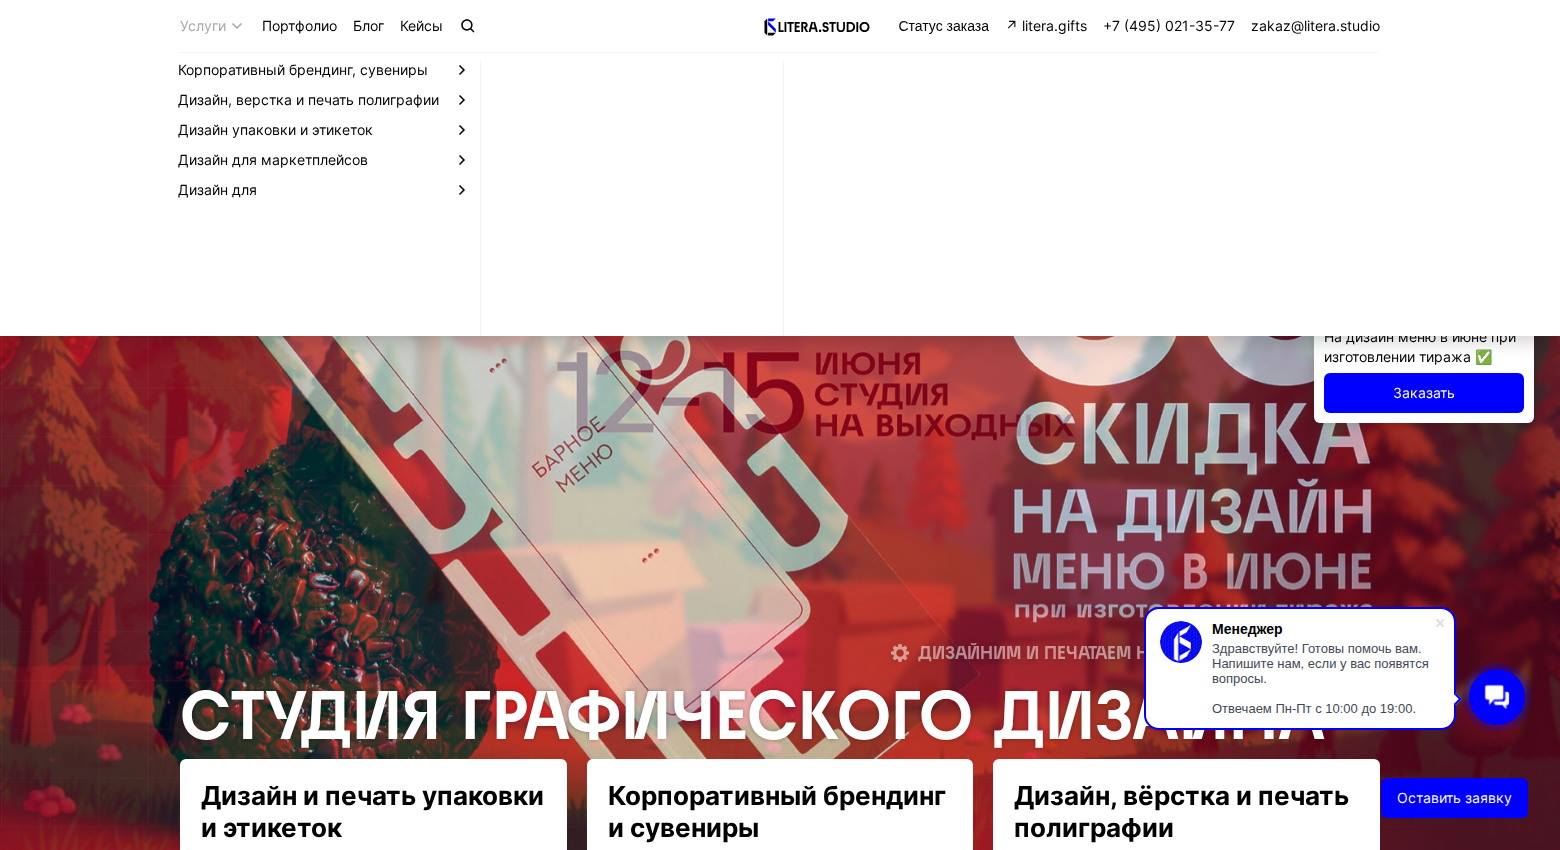 Услуги Портфолио Блог Кейсы LITERA.STUDIO Статус заказа litera.gifts +7 (495) 021-35-77 zakaz@litera.studio
Корпоративный брендинг, сувениры
Дизайн, верстка и печать полиграфии
Дизайн упаковки и этикеток
Дизайн для маркетплейсов
Дизайн для
На дизайн меню в июне при
изготовлении тиража ✅
Заказать
12–15
ИЮНЯ
СТУДИЯ
НА ВЫХОДНЫХ
БАРНОЕ
МЕНЮ
СКИДКА
НА ДИЗАЙН
МЕНЮ В ИЮНЕ
при изготовлении тиража
ДИЗАЙНИМ И ПЕЧАТАЕМ
Менеджер
Здравствуйте! Готовы помочь вам.
Напишите нам, если у вас появятся
вопросы.
Отвечаем Пн-Пт с 10:00 до 19:00.
СТУДИЯ ГРАФИЧЕСКОГО ДИЗАЙНА
Дизайн и печать упаковки
и этикеток
Корпоративный брендинг
и сувениры
Дизайн, вёрстка и печать
полиграфии
Оставить заявку